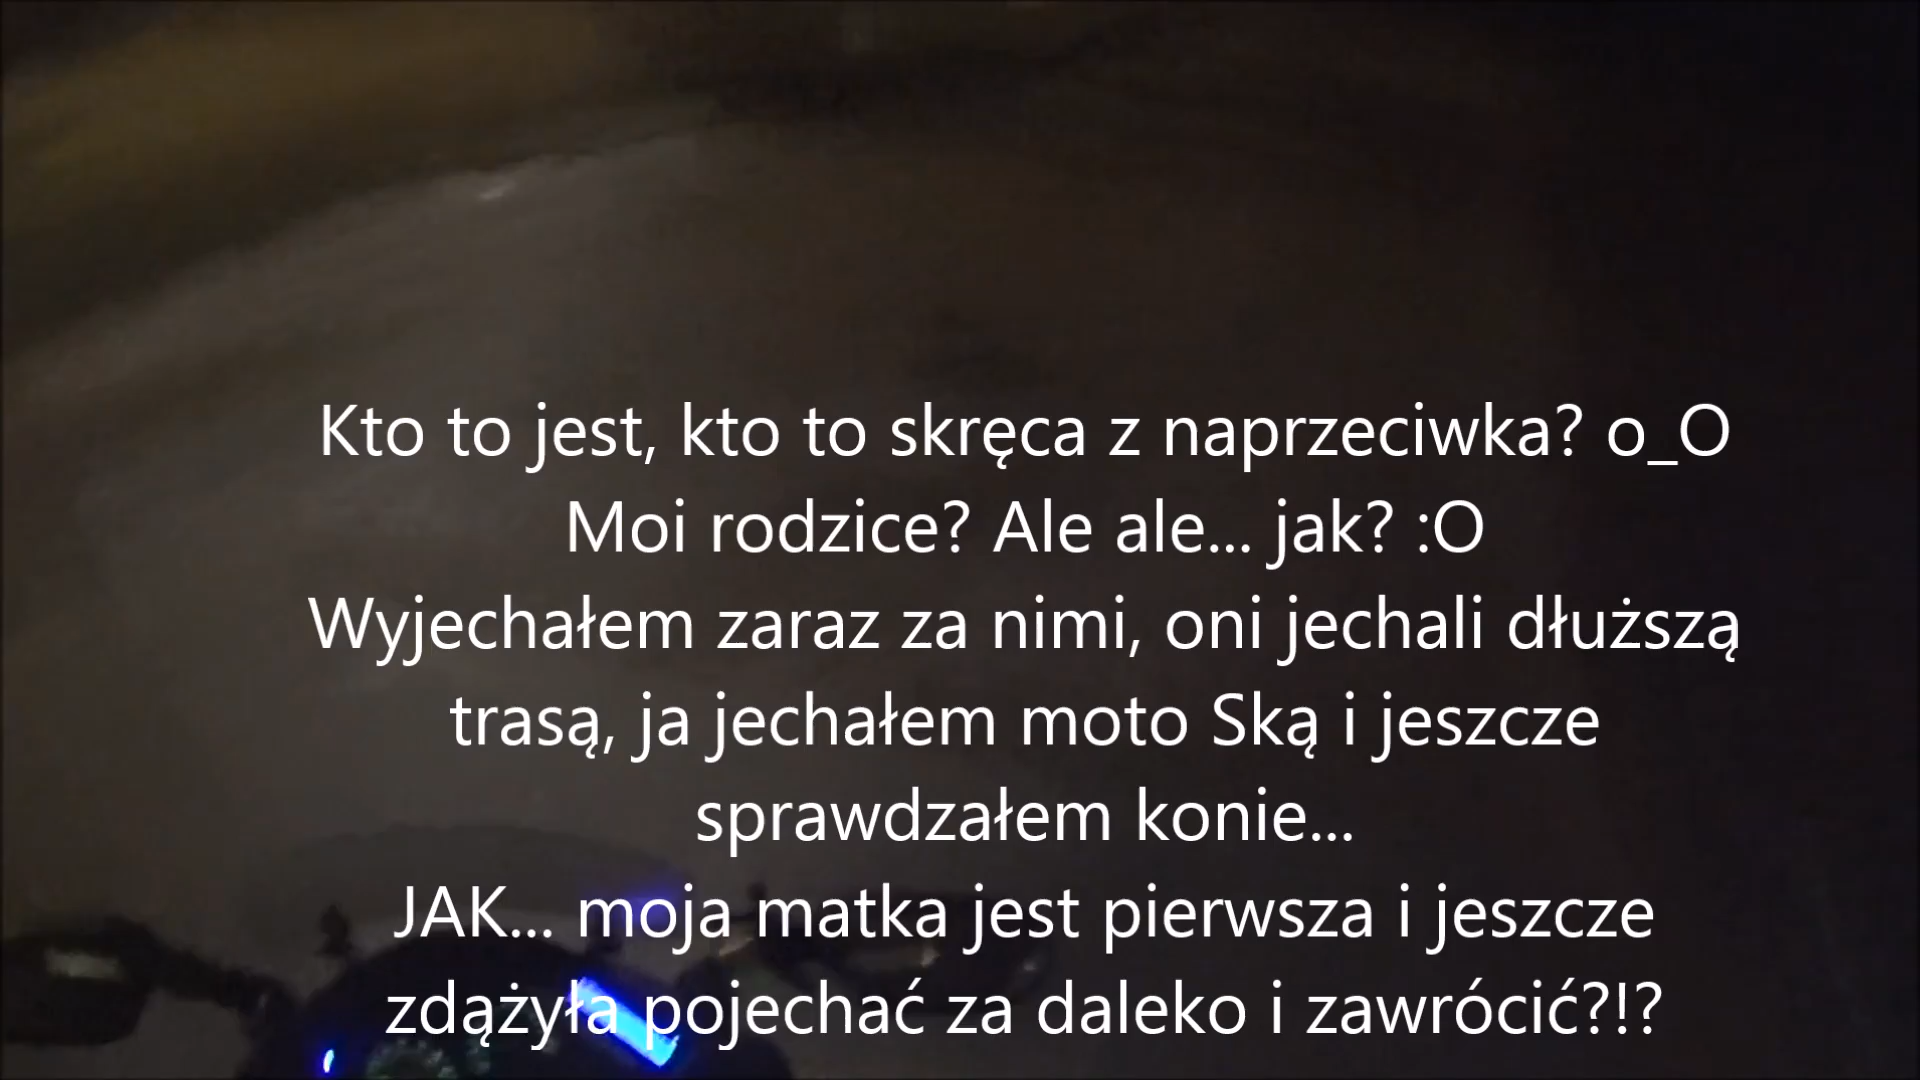 Kto to jest, kto to skręca z naprzeciwka? o_O
Moi rodzice? Ale ale... jak? :O
Wyjechałem zaraz za nimi, oni jechali dłuższą
trasą, ja jechałem moto Ską i jeszcze
sprawdzałem konie...
JAK... moja matka jest pierwsza i jeszcze
zdążyła pojechać za daleko i zawrócić?!?